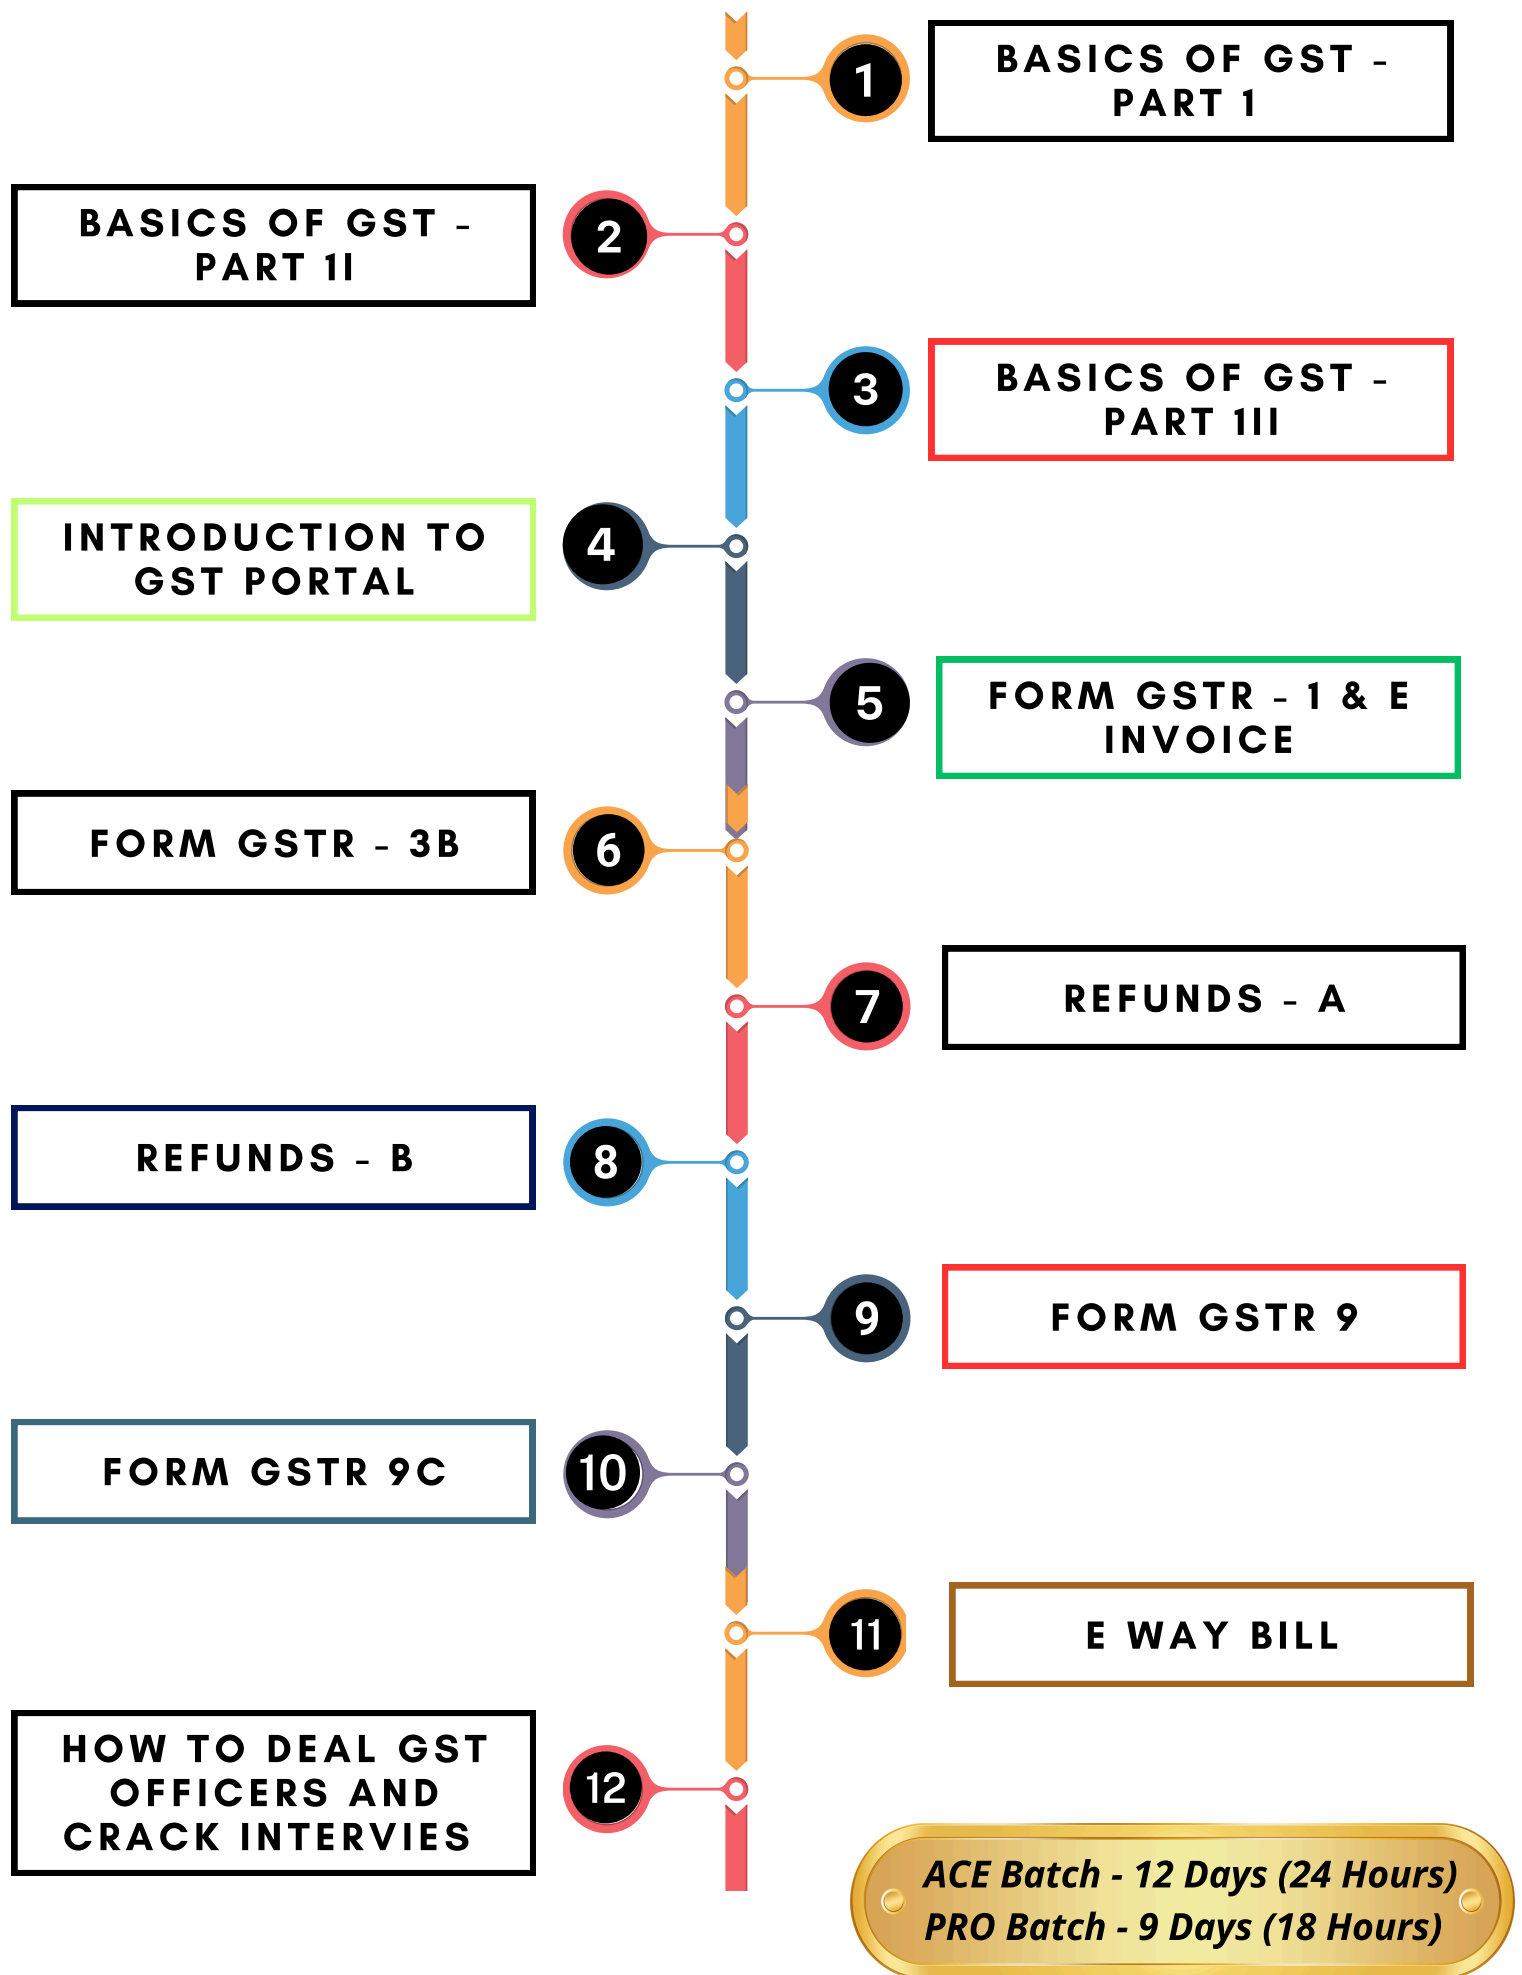 1
BASICS OF GST -
PART 1
2
BASICS OF GST -
PART 1I
3
BASICS OF GST -
PART 1II
4
INTRODUCTION TO
GST PORTAL
5
FORM GSTR - 1 & E
INVOICE
6
FORM GSTR - 3B
7
REFUNDS - A
8
REFUNDS - B
9
FORM GSTR 9
10
FORM GSTR 9C
11
E WAY BILL
12
HOW TO DEAL GST
OFFICERS AND
CRACK INTERVIES
ACE Batch - 12 Days (24 Hours)
PRO Batch - 9 Days (18 Hours)